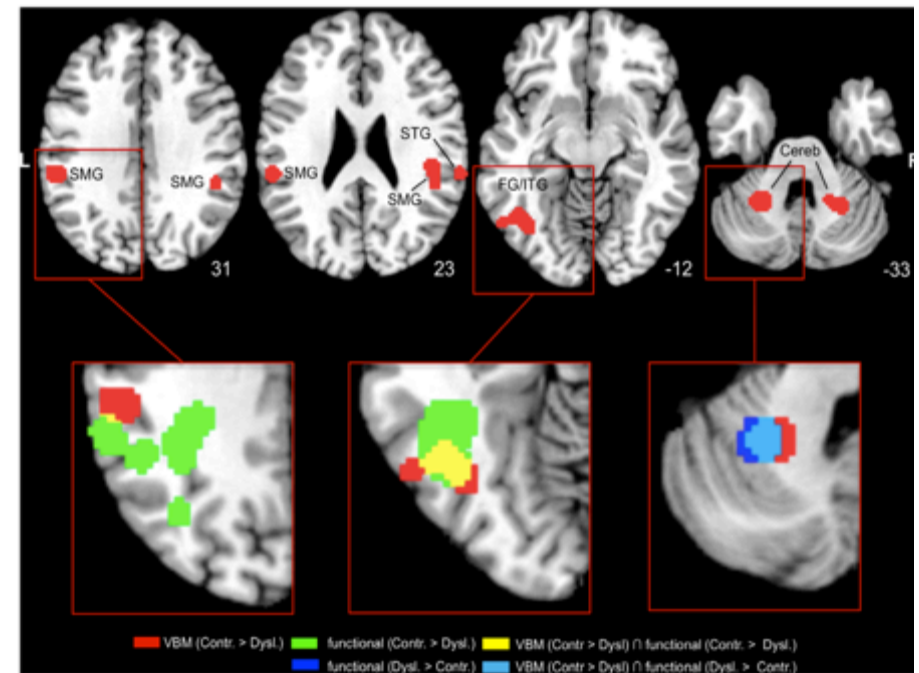 STG
Cereb
L
SMG
SMG
SMG
FG/ITG
R
SMG
31
23
-12
-33
VBM (Contr. > Dysl.)
functional (Contr. > Dysl.)
VBM (Contr > Dysl) ∩ functional (Contr. > Dysl.)
functional (Dysl. > Contr.)
VBM (Contr > Dysl) ∩ functional (Dysl. > Contr.)